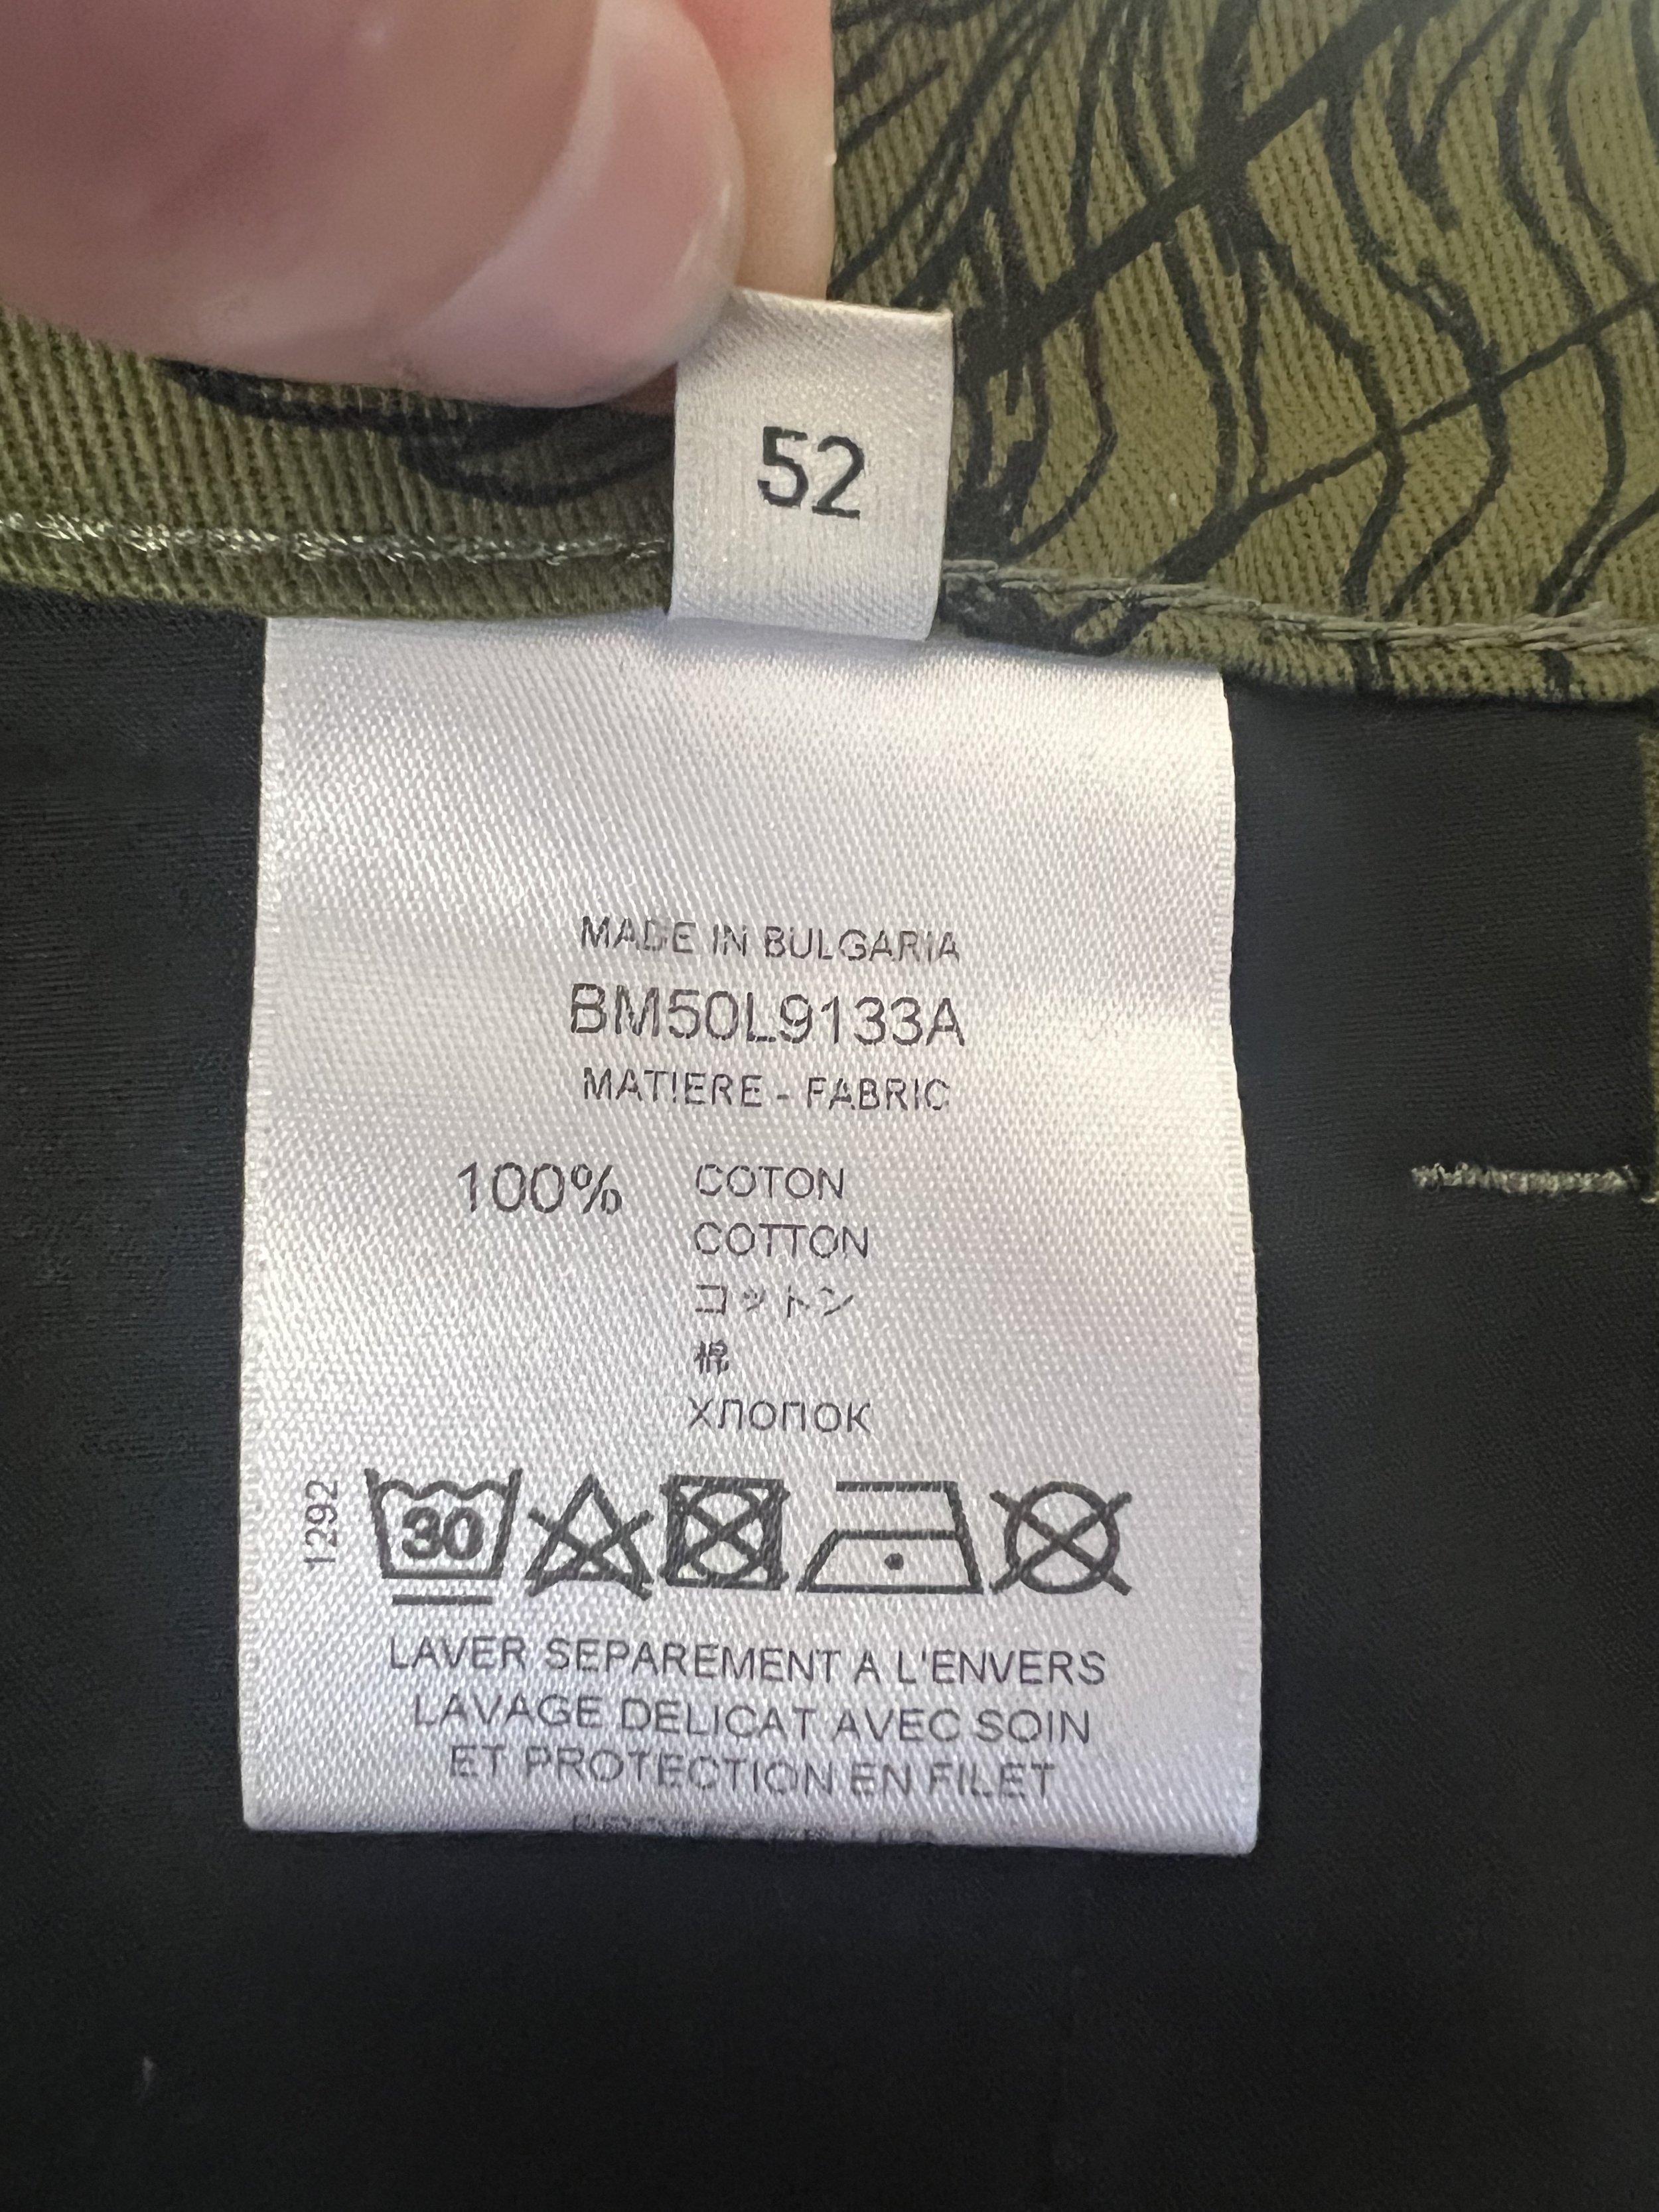 52
MADE IN BULGARIA
BM50L9133A
MATIERE - FABRIC
100% COTON
COTTON
コットン
棉
ХЛОПОК
1292
30
LAVER SEPAREMENT A L'ENVERS
LAVAGE DELICAT AVEC SOIN
ET PROTECTION EN FILET